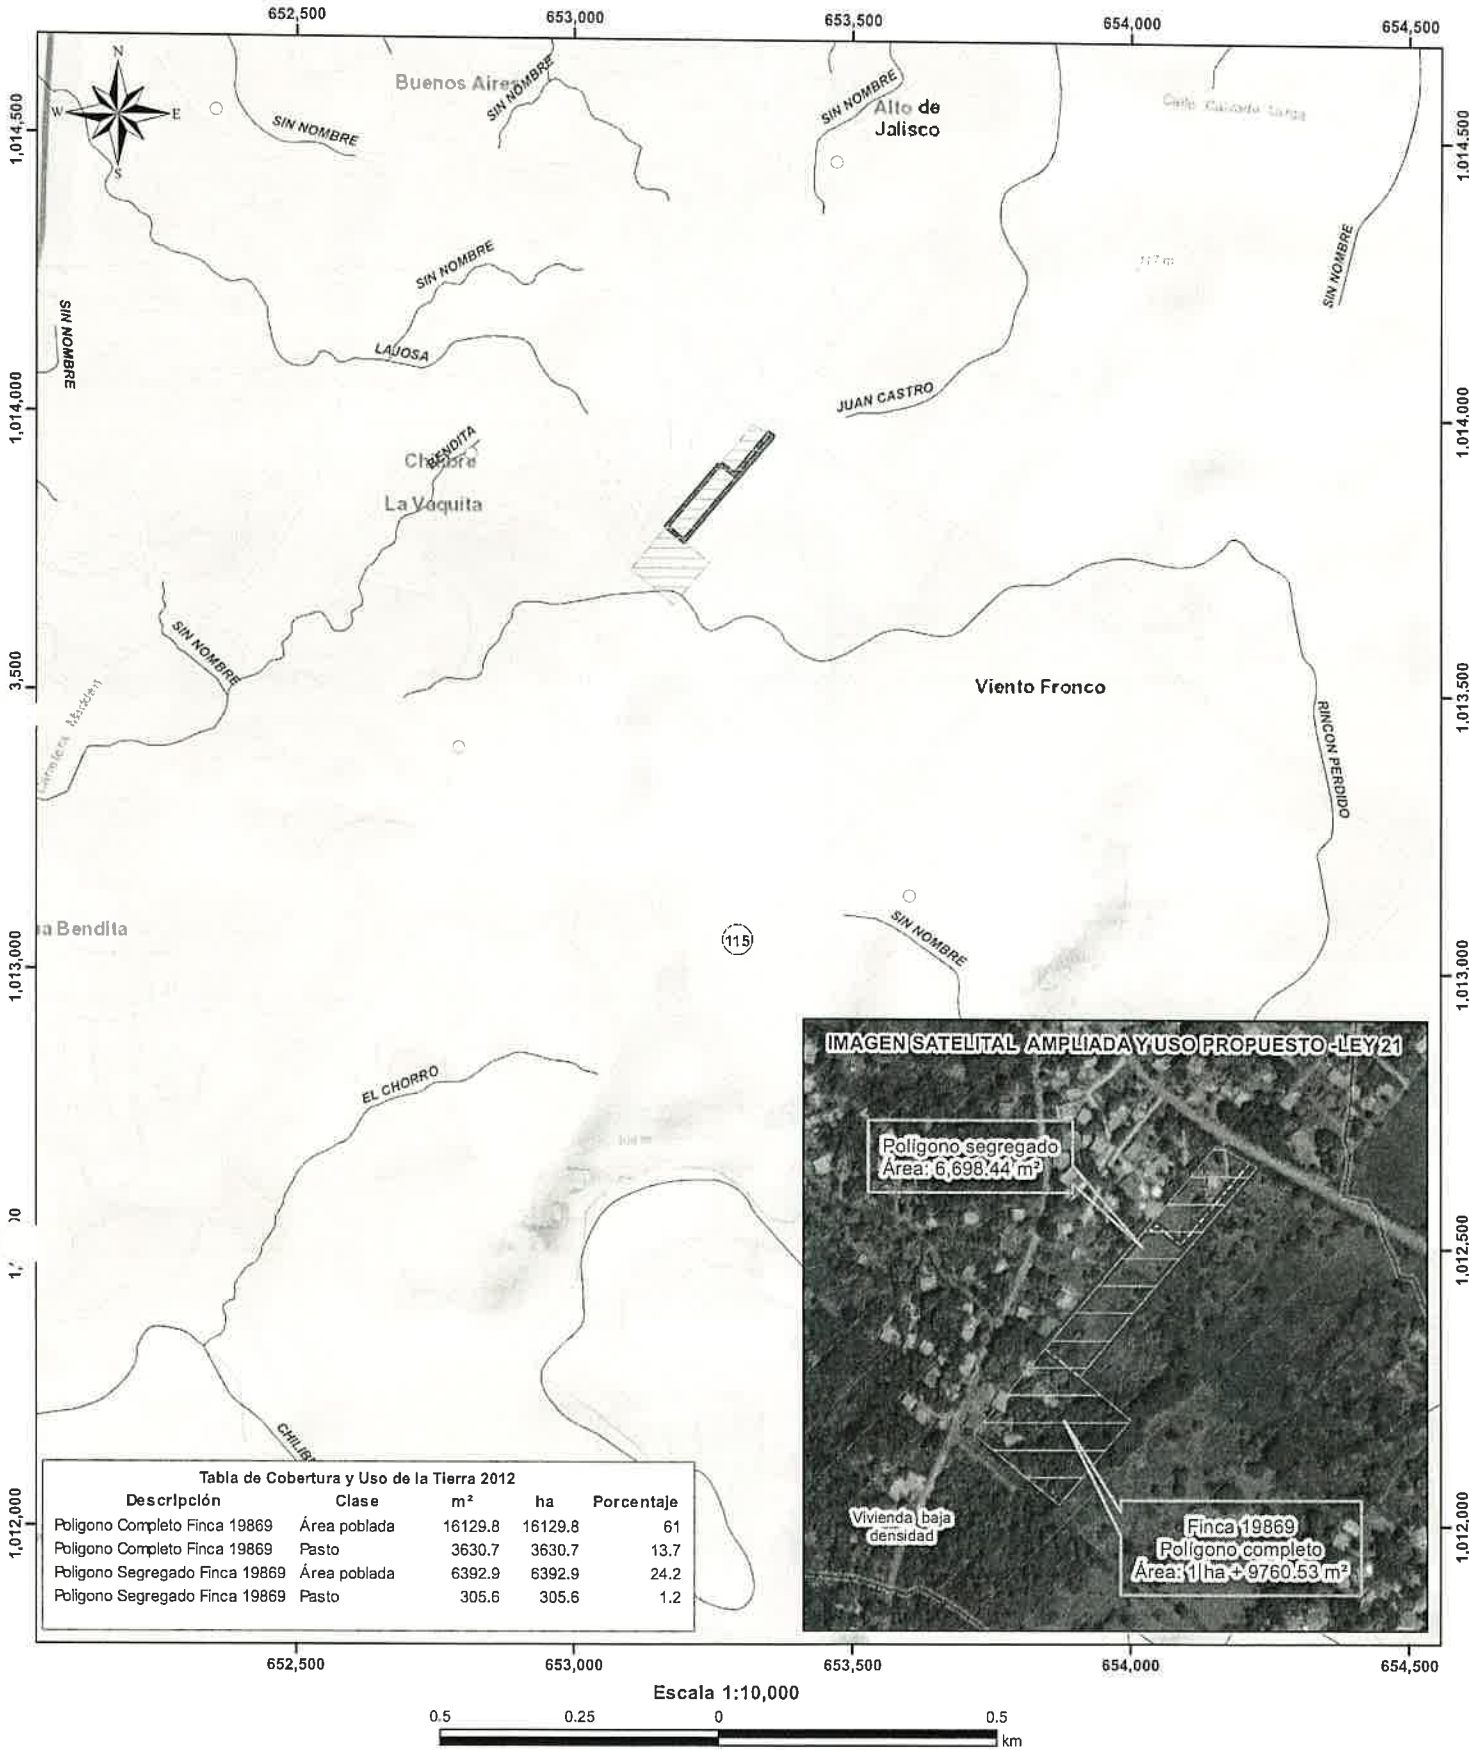 652,500
653,000
653,500
654,000
654,500
N
W
E
S
1,014,500
1,014,500
Buenos Aires
SIN NOMBRE
SIN NOMBRE
SIN NOMBRE
Alto de
Jalisco
SIN NOMBRE
SIN NOMBRE
SIN NOMBRE
LAJOSA
JUAN CASTRO
1,014,000
1,014,000
BENDITA
La Vaquita
SIN NOMBRE
3,500
1,013,500
Viento Fronco
RINCON PERDIDO
Bendita
115
SIN NOMBRE
1,013,000
1,013,000
EL CHORRO
IMAGEN SATELITAL AMPLIADA Y USO PROPUESTO -LEY 21
Polígono segregado
Área: 6,698.44 m²
1,012,500
Vivienda baja
densidad
Finca 19869
Polígono completo
Área: 1 ha + 9760.53 m²
Tabla de Cobertura y Uso de la Tierra 2012
Descripción Clase m² ha Porcentaje
Poligono Completo Finca 19869 Área poblada 16129.8 16129.8 61
Poligono Completo Finca 19869 Pasto 3630.7 3630.7 13.7
Poligono Segregado Finca 19869 Área poblada 6392.9 6392.9 24.2
Poligono Segregado Finca 19869 Pasto 305.6 305.6 1.2
1,012,000
1,012,000
652,500
653,000
653,500
654,000
654,500
Escala 1:10,000
0.5
0.25
0
0.5
km